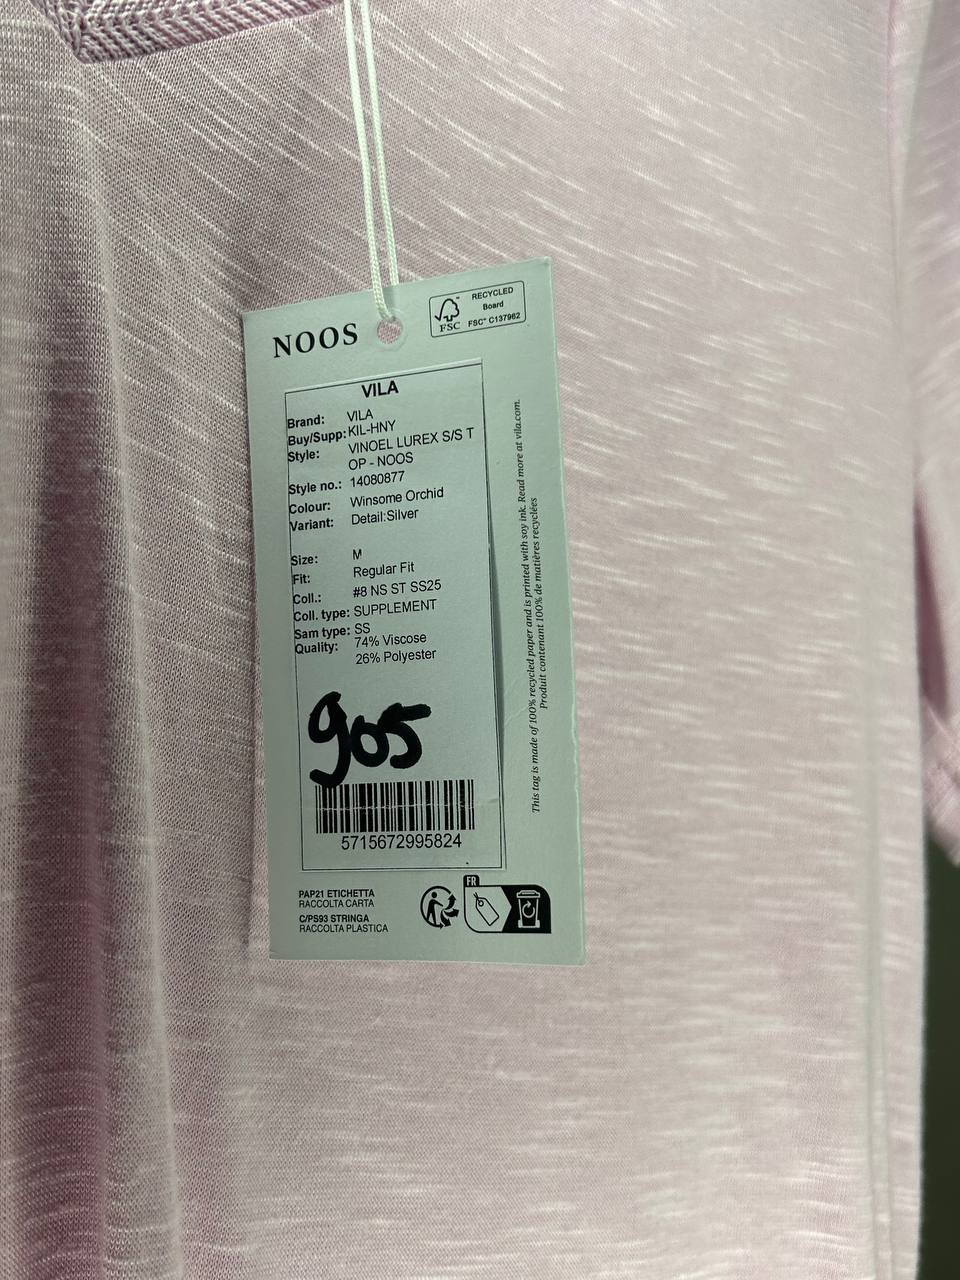 NOOS
RECYCLED
Board
FSC
FSC® C137962
VILA
Brand: VILA
Buy/Supp: KIL-HNY
Style: VINOEL LUREX S/S T
OP - NOOS
Style no.: 14080877
Colour: Winsome Orchid
Variant: Detail:Silver
Size: M
Fit: Regular Fit
Coll.: #8 NS ST SS25
Coll. type: SUPPLEMENT
Sam type: SS
Quality: 74% Viscose
26% Polyester
905
5715672995824
This tag is made of 100% recycled paper and is printed with soy ink. Read more at vila.com.
Produit contenant 100% de matières recyclées
PAP21 ETICHETTA
RACCOLTA CARTA
C/PS93 STRINGA
RACCOLTA PLASTICA
FR